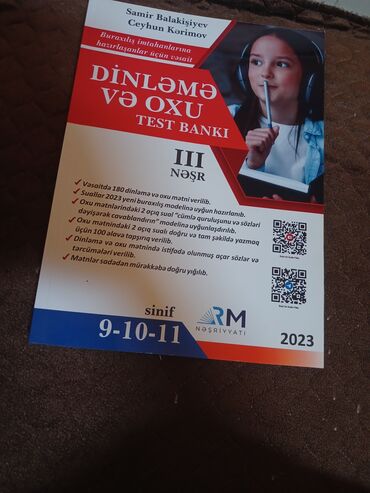 Samir Balakişiyev
Ceyhun Kərimov
Buraxılış imtahanlarına
hazırlaşanlar üçün vəsait
DİNLƏMƏ
VƏ OXU
TEST BANKI
III
NƏŞR
Vəsaitdə 180 dinləmə və oxu mətni verilib.
Suallar 2023 yeni buraxılış modelinə uyğun hazırlanıb.
Oxu mətnlərindəki 2 açıq sual "cümlə quruluşunu və sözləri
dəyişərək cavablandırın" modelinə uyğunlaşdırılıb.
Oxu mətnindəki 2 açıq sualı doğru və tam şəkildə yazmaq
üçün 100 əlavə tapşırıq verilib.
Dinləmə və oxu mətnində istifadə olunmuş açar sözlər və
tərcümələri verilib.
Mətnlər sadədən mürəkkəbə doğru yığılıb.
sinif
9-10-11
RM
NƏŞRİYYATI
2023